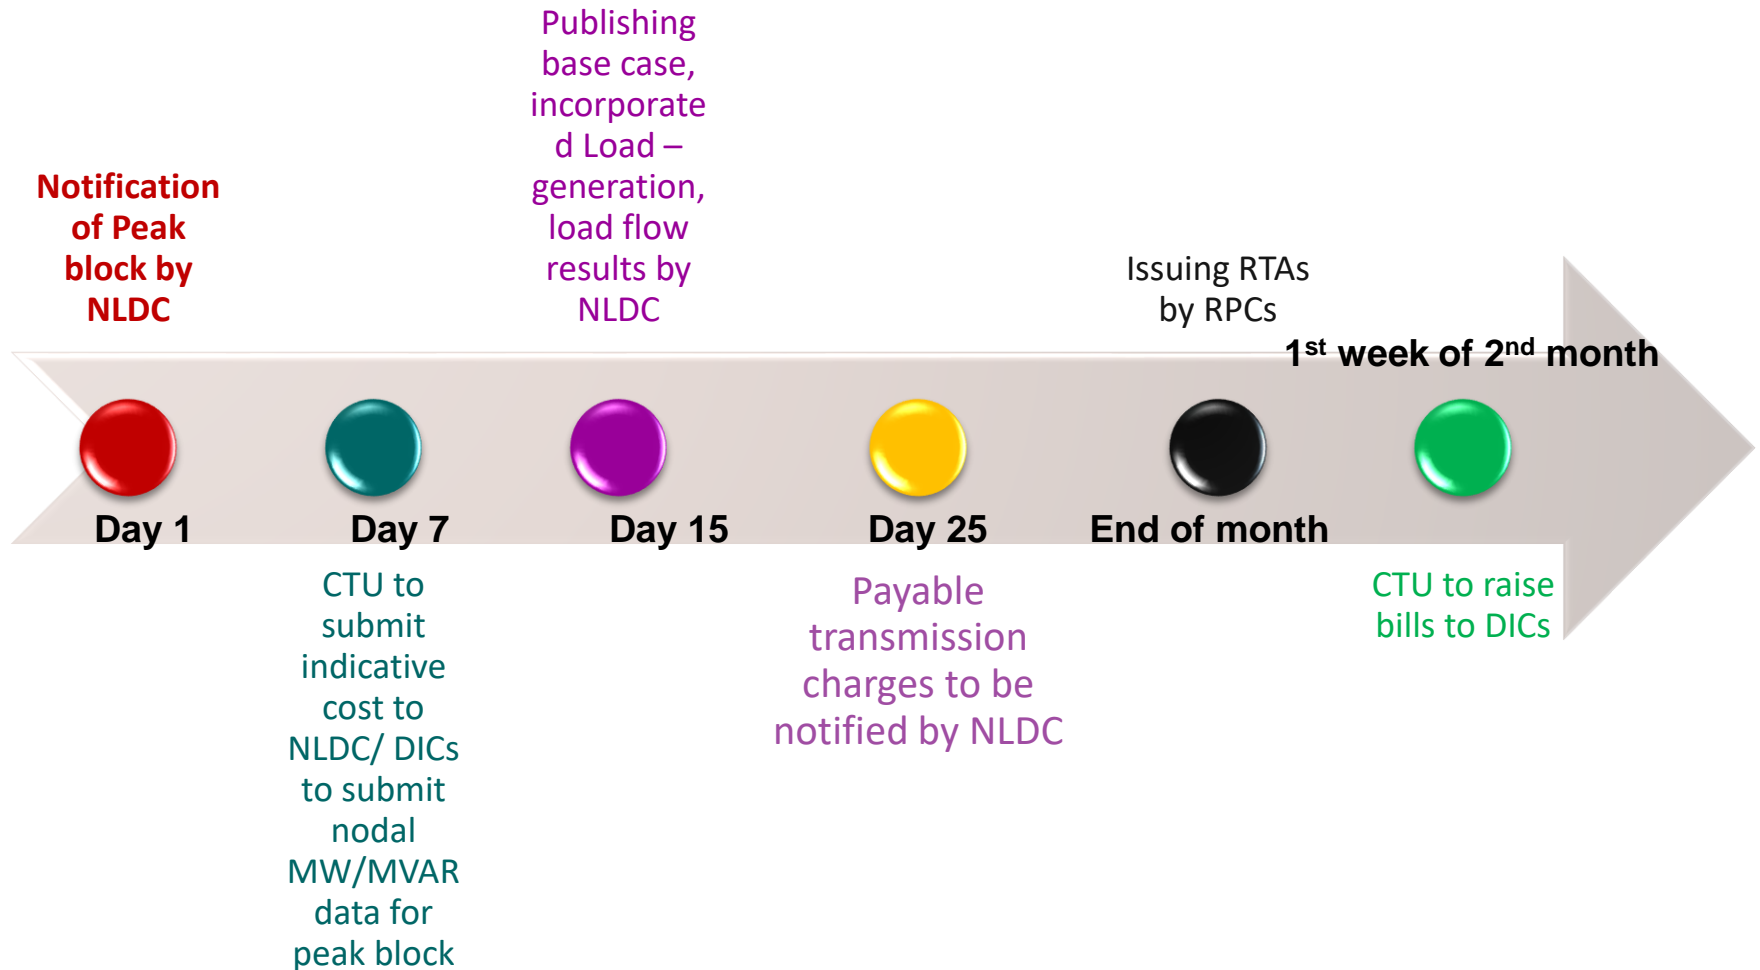 Publishing
base case,
incorporate
d Load –
generation,
load flow
results by
NLDC
Notification
of Peak
block by
NLDC
Issuing RTAs
by RPCs
1st week of 2nd month
Day 1
Day 7
Day 15
Day 25
End of month
CTU to
submit
indicative
cost to
NLDC/ DICs
to submit
nodal
MW/MVAR
data for
peak block
Payable
transmission
charges to be
notified by NLDC
CTU to raise
bills to DICs